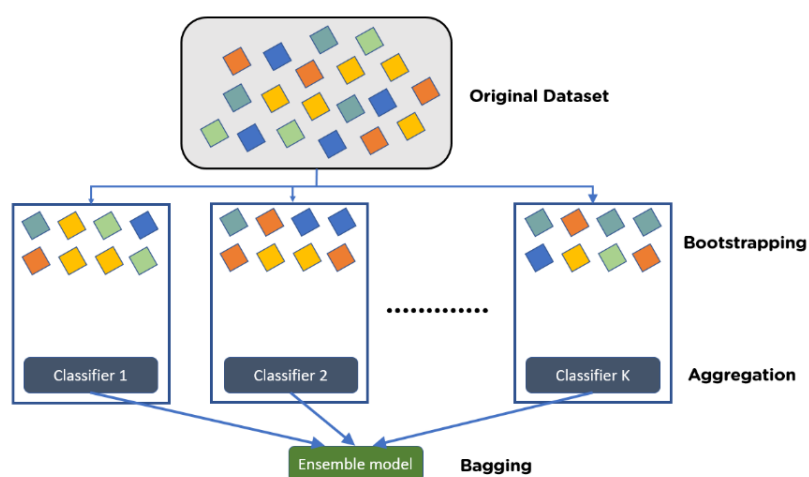 Original Dataset
Bootstrapping
Classifier 1
Classifier 2
Classifier K
Aggregation
Ensemble model
Bagging